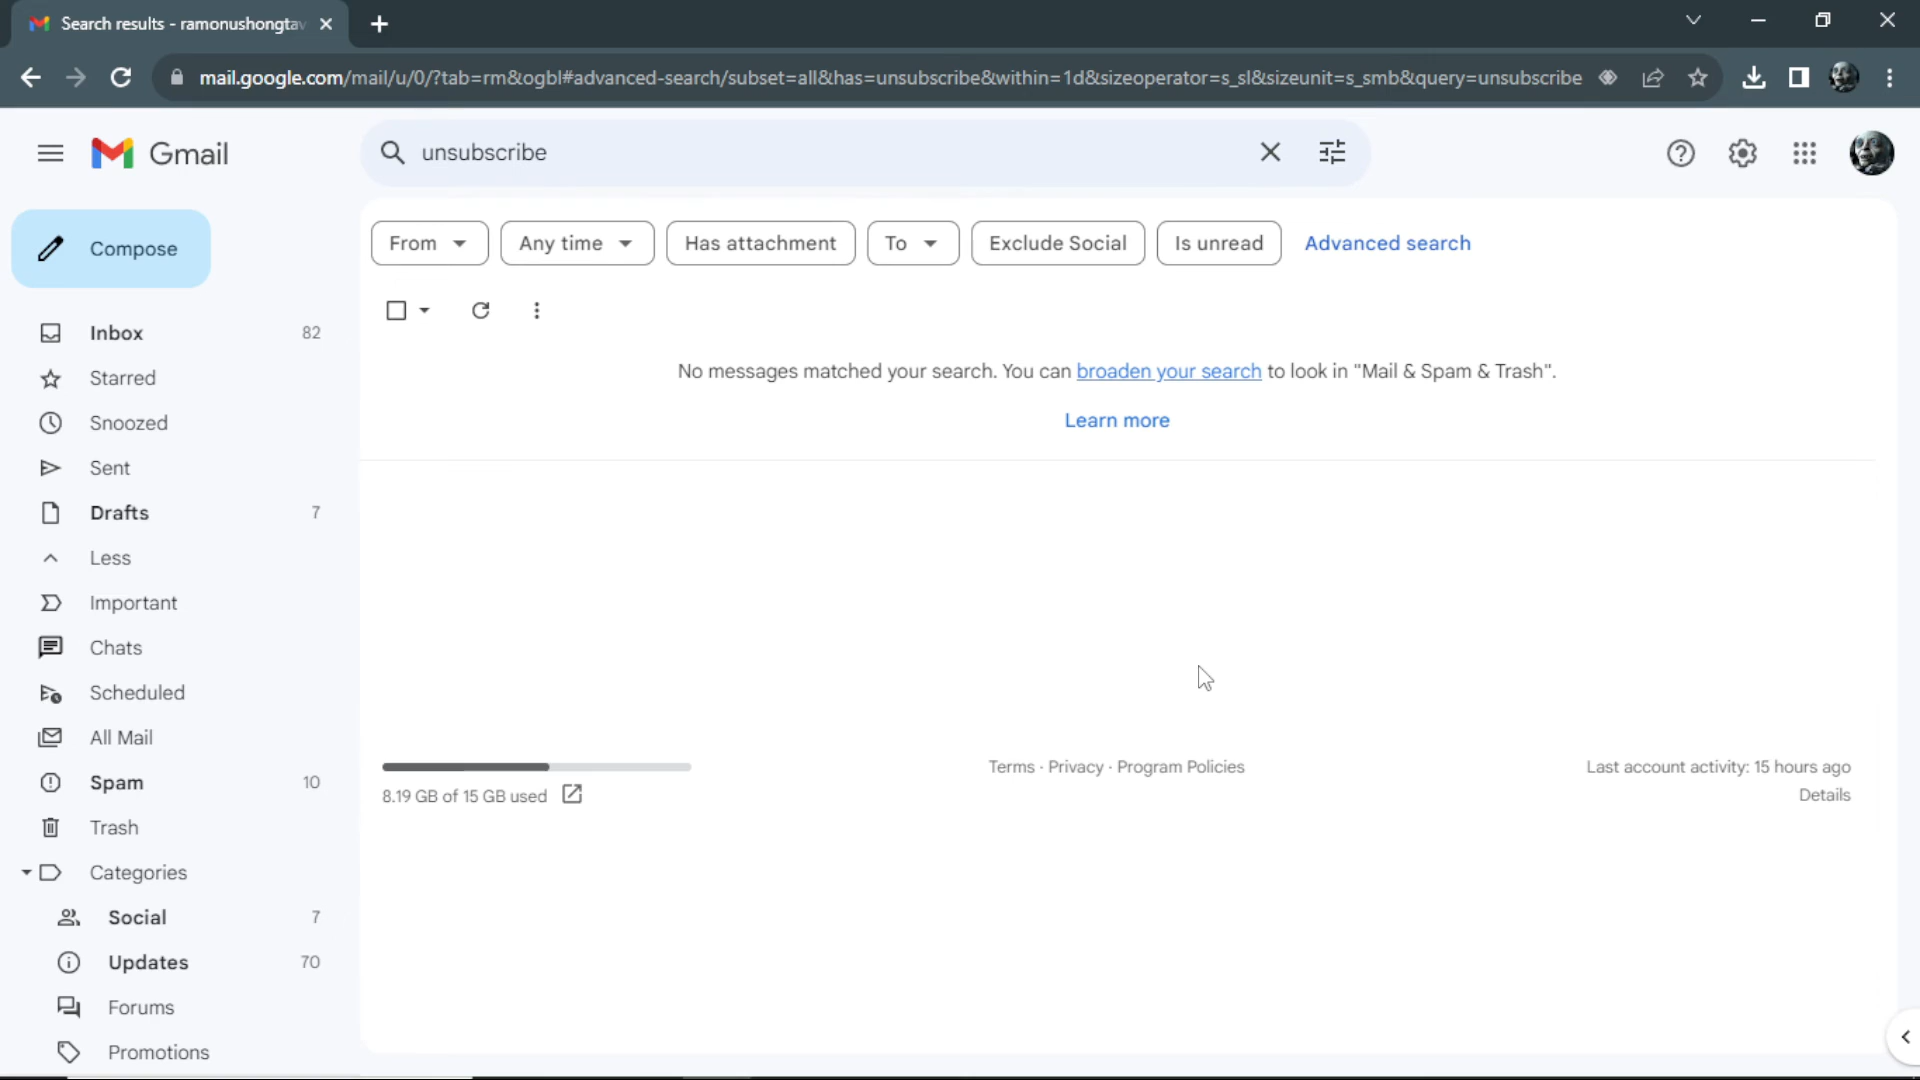 Search results - ramonushongtav
mail.google.com/mail/u/0/?tab=rm&ogbl#advanced-search/subset=all&has=unsubscribe&within=1d&sizeoperator=s_sl&sizeunit=s_smb&query=unsubscribe
Gmail
unsubscribe
Compose
From
Any time
Has attachment
To
Exclude Social
Is unread
Advanced search
No messages matched your search. You can broaden your search to look in "Mail & Spam & Trash".
Learn more
Inbox 82
Starred
Snoozed
Sent
Drafts 7
Less
Important
Chats
Scheduled
All Mail
Spam 10
Trash
Categories
Social 7
Updates 70
Forums
Promotions
8.19 GB of 15 GB used
Terms · Privacy · Program Policies
Last account activity: 15 hours ago
Details